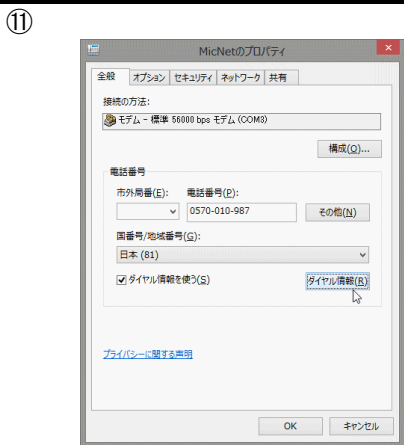 ⑪
MicNetのプロパティ
全般 オプション セキュリティ ネットワーク 共有
接続の方法:
モデム - 標準 56000 bps モデム (COM3)
構成(O)...
電話番号
市外局番(E): 電話番号(P):
0570-010-987 その他(N)
国番号/地域番号(G):
日本 (81)
ダイヤル情報を使う(S) ダイヤル情報(R)
プライバシーに関する声明
OK キャンセル